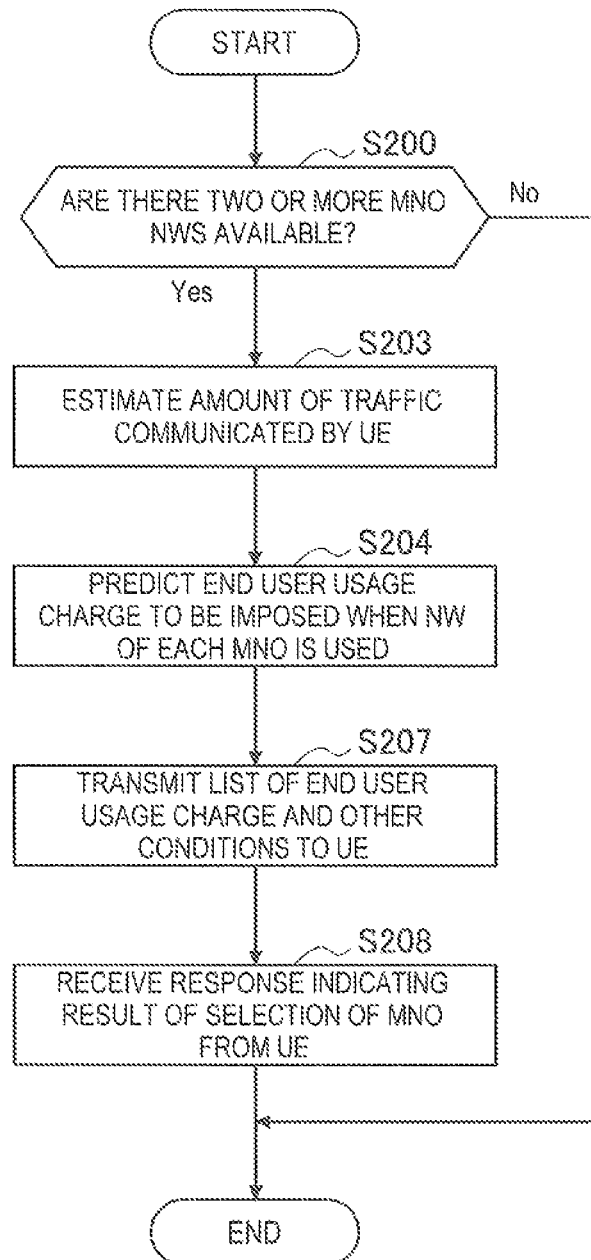 START
S200
ARE THERE TWO OR MORE MNO
NWS AVAILABLE?
No
Yes
S203
ESTIMATE AMOUNT OF TRAFFIC
COMMUNICATED BY UE
S204
PREDICT END USER USAGE
CHARGE TO BE IMPOSED WHEN NW
OF EACH MNO IS USED
S207
TRANSMIT LIST OF END USER
USAGE CHARGE AND OTHER
CONDITIONS TO UE
S208
RECEIVE RESPONSE INDICATING
RESULT OF SELECTION OF MNO
FROM UE
END